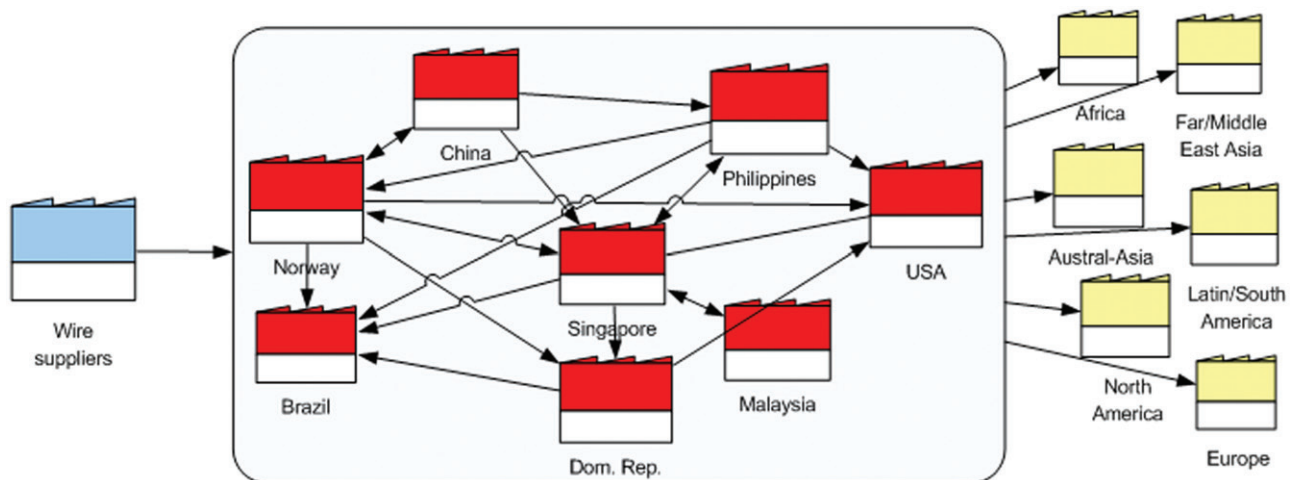 Wire
suppliers
China
Norway
Brazil
Philippines
Singapore
Dom. Rep.
Malaysia
USA
Africa
Far/Middle
East Asia
Austral-Asia
Latin/South
America
North
America
Europe